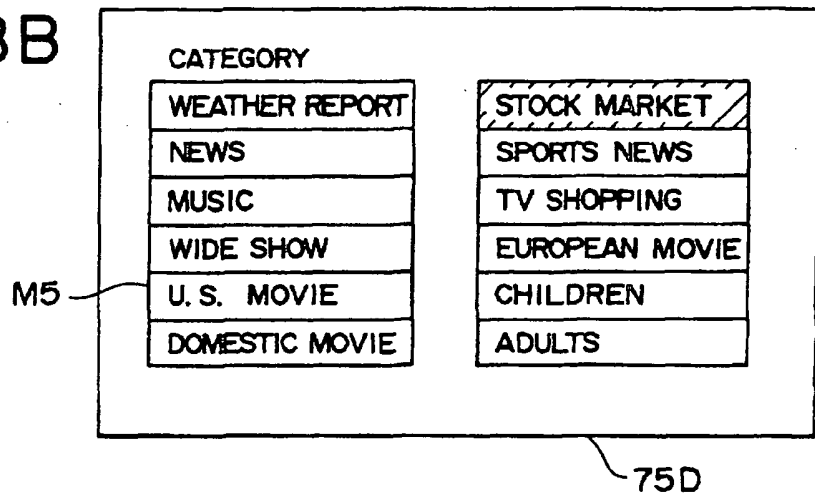 8B
CATEGORY
WEATHER REPORT
NEWS
MUSIC
WIDE SHOW
U. S. MOVIE
DOMESTIC MOVIE
STOCK MARKET
SPORTS NEWS
TV SHOPPING
EUROPEAN MOVIE
CHILDREN
ADULTS
M5
75D